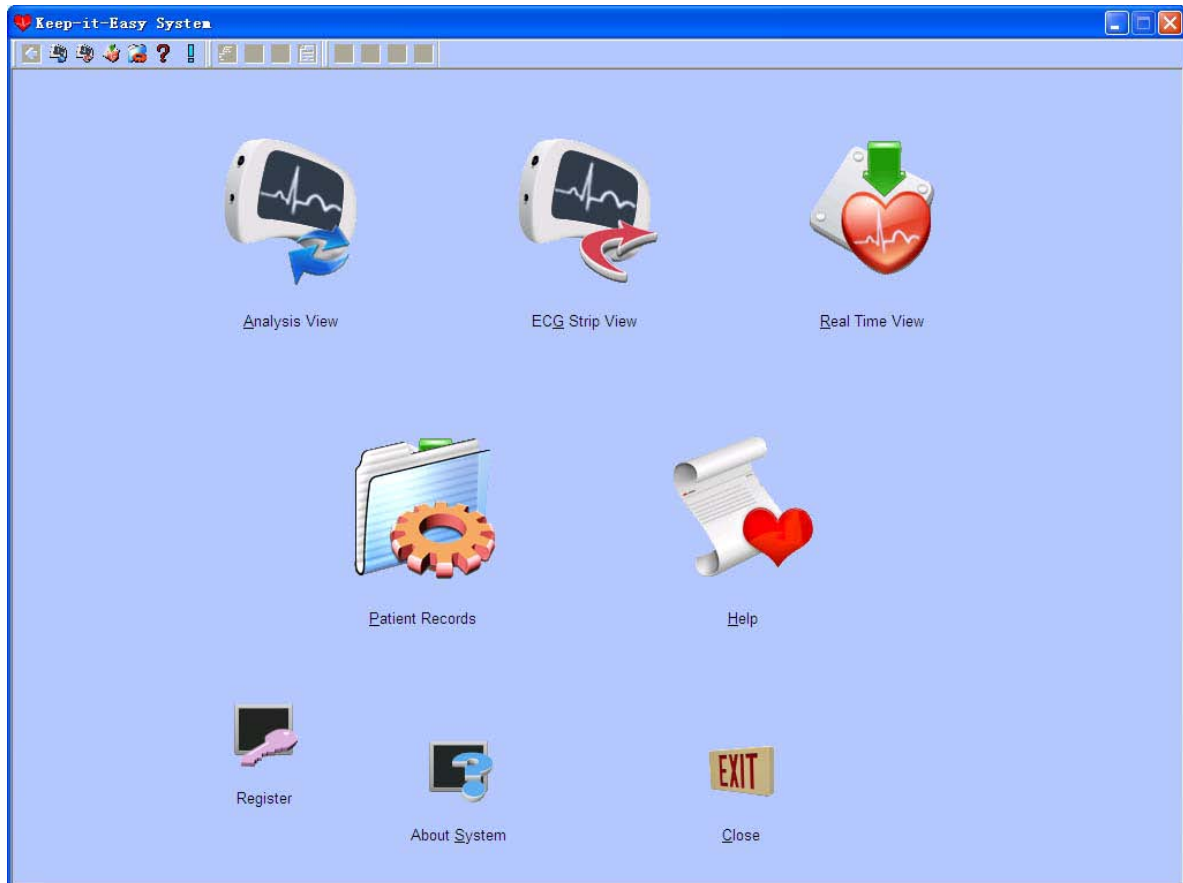 Keep-it-Easy System
Analysis View
ECG Strip View
Real Time View
Patient Records
Help
Register
EXIT
About System
Close